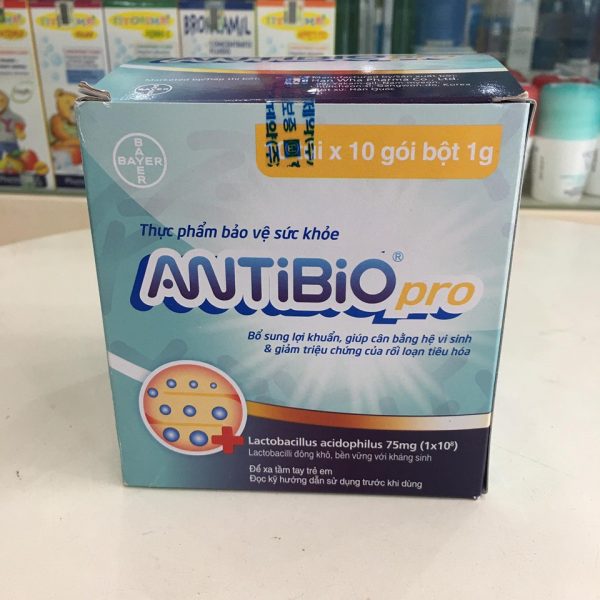 BRONCAMIL
BAYER
BAYER
i x 10 gói bột 1g
Thực phẩm bảo vệ sức khỏe
ANTiBiO® pro
Bổ sung lợi khuẩn, giúp cân bằng hệ vi sinh
& giảm triệu chứng của rối loạn tiêu hóa
Lactobacillus acidophilus 75mg (1x10⁸)
Lactobacilli đông khô, bền vững với kháng sinh
Để xa tầm tay trẻ em
Đọc kỹ hướng dẫn sử dụng trước khi dùng